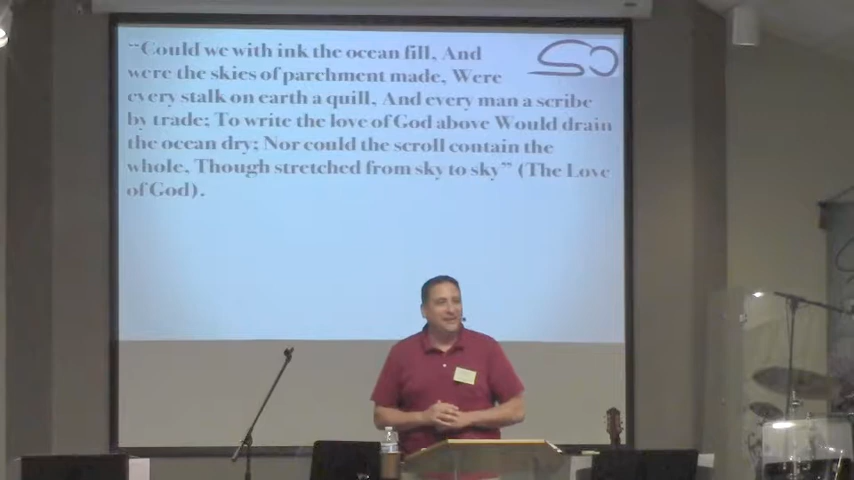 “Could we with ink the ocean fill, And
were the skies of parchment made, Were
every stalk on earth a quill, And every man a scribe
by trade; To write the love of God above Would drain
the ocean dry; Nor could the scroll contain the
whole, Though stretched from sky to sky” (The Love
of God).